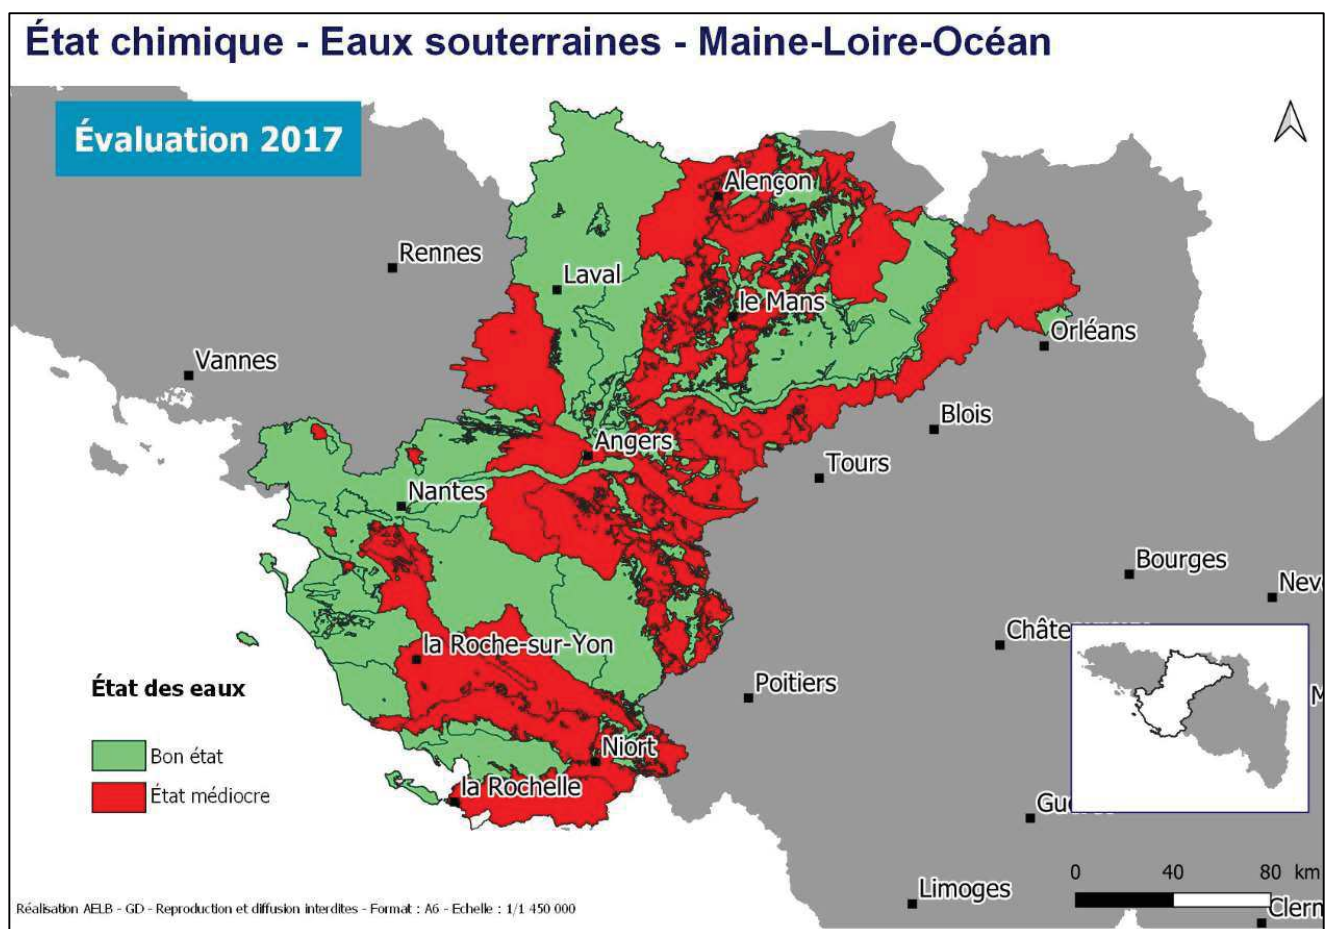 État chimique - Eaux souterraines - Maine-Loire-Océan
Évaluation 2017
Alençon
Rennes
Laval
le Mans
Orléans
Vannes
Blois
Angers
Tours
Nantes
Bourges
Nev
la Roche-sur-Yon
Poitiers
État des eaux
Bon état
Niort
État médiocre
la Rochelle
0 40 80 km
Limoges
Clerm
Réalisation AELB - GD - Reproduction et diffusion interdites - Format : A6 - Echelle : 1/1 450 000